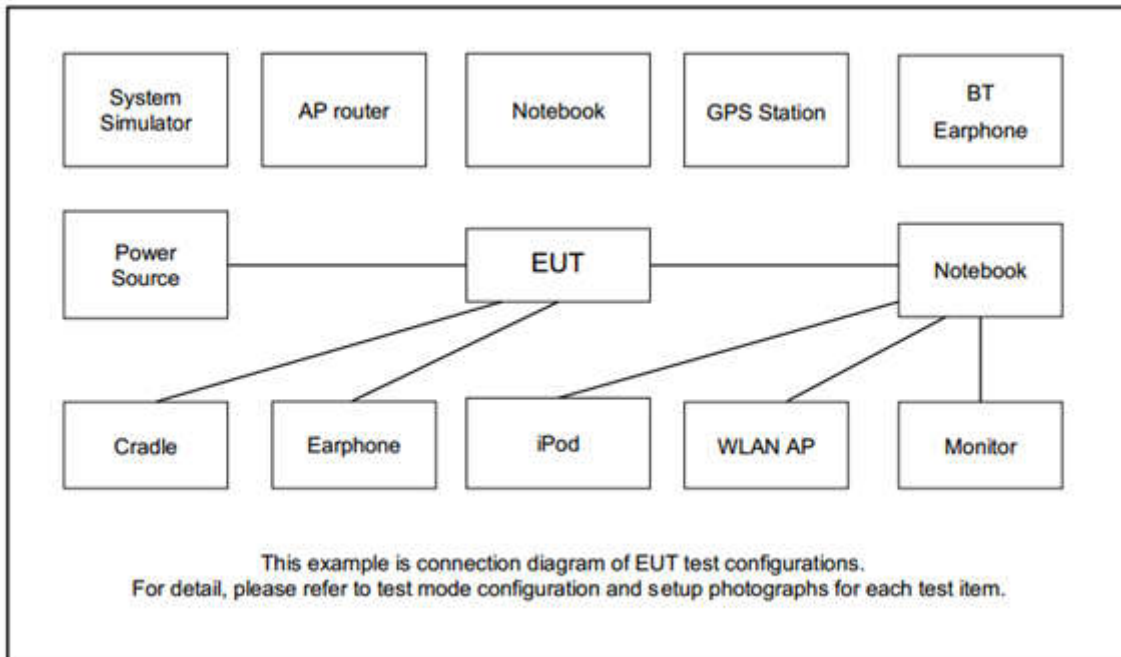 System
Simulator
AP router
Notebook
GPS Station
BT
Earphone
Power
Source
EUT
Notebook
Cradle
Earphone
iPod
WLAN AP
Monitor
This example is connection diagram of EUT test configurations.
For detail, please refer to test mode configuration and setup photographs for each test item.